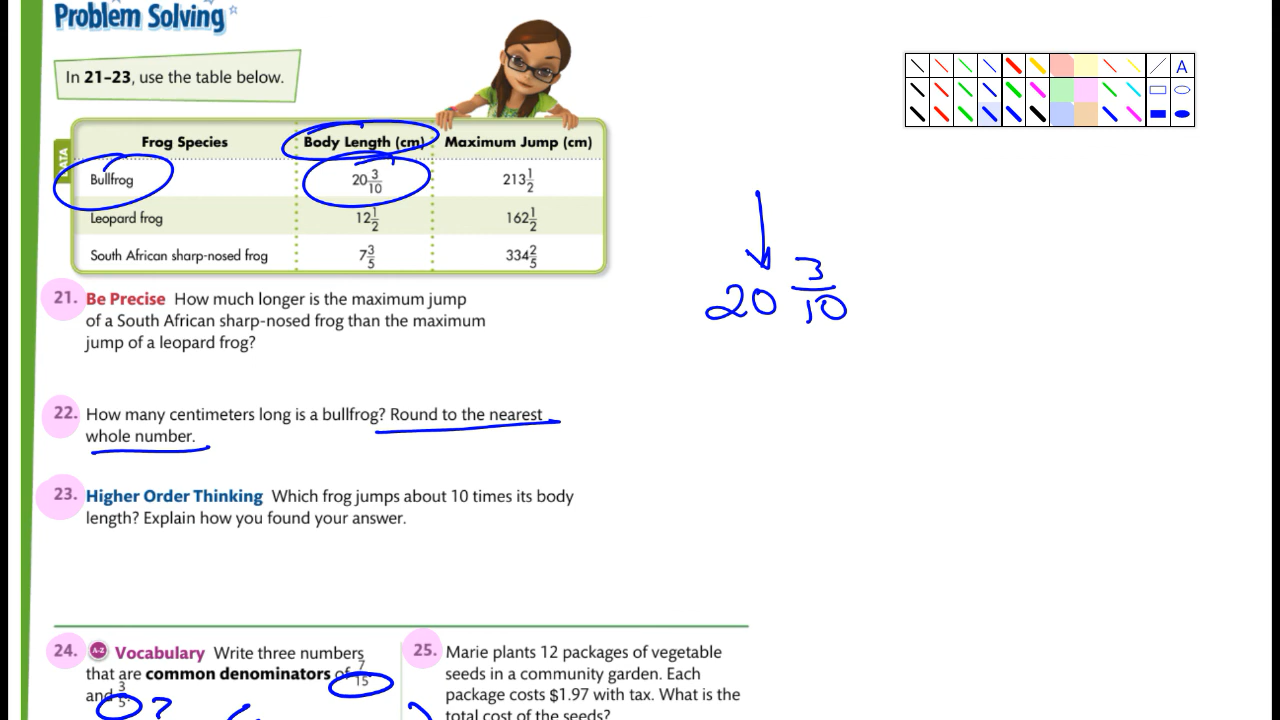 Problem Solving
In 21–23, use the table below.
DATA
Frog Species Body Length (cm) Maximum Jump (cm)
Bullfrog 20 3/10 213 1/2
Leopard frog 12 1/2 162 1/2
South African sharp-nosed frog 7 3/5 334 2/5
20 3/10
21. Be Precise How much longer is the maximum jump
of a South African sharp-nosed frog than the maximum
jump of a leopard frog?
22. How many centimeters long is a bullfrog? Round to the nearest
whole number.
23. Higher Order Thinking Which frog jumps about 10 times its body
length? Explain how you found your answer.
24. A-Z Vocabulary Write three numbers
that are common denominators of 7/15
and 3/5?
25. Marie plants 12 packages of vegetable
seeds in a community garden. Each
package costs $1.97 with tax. What is the
total cost of the seeds?
A